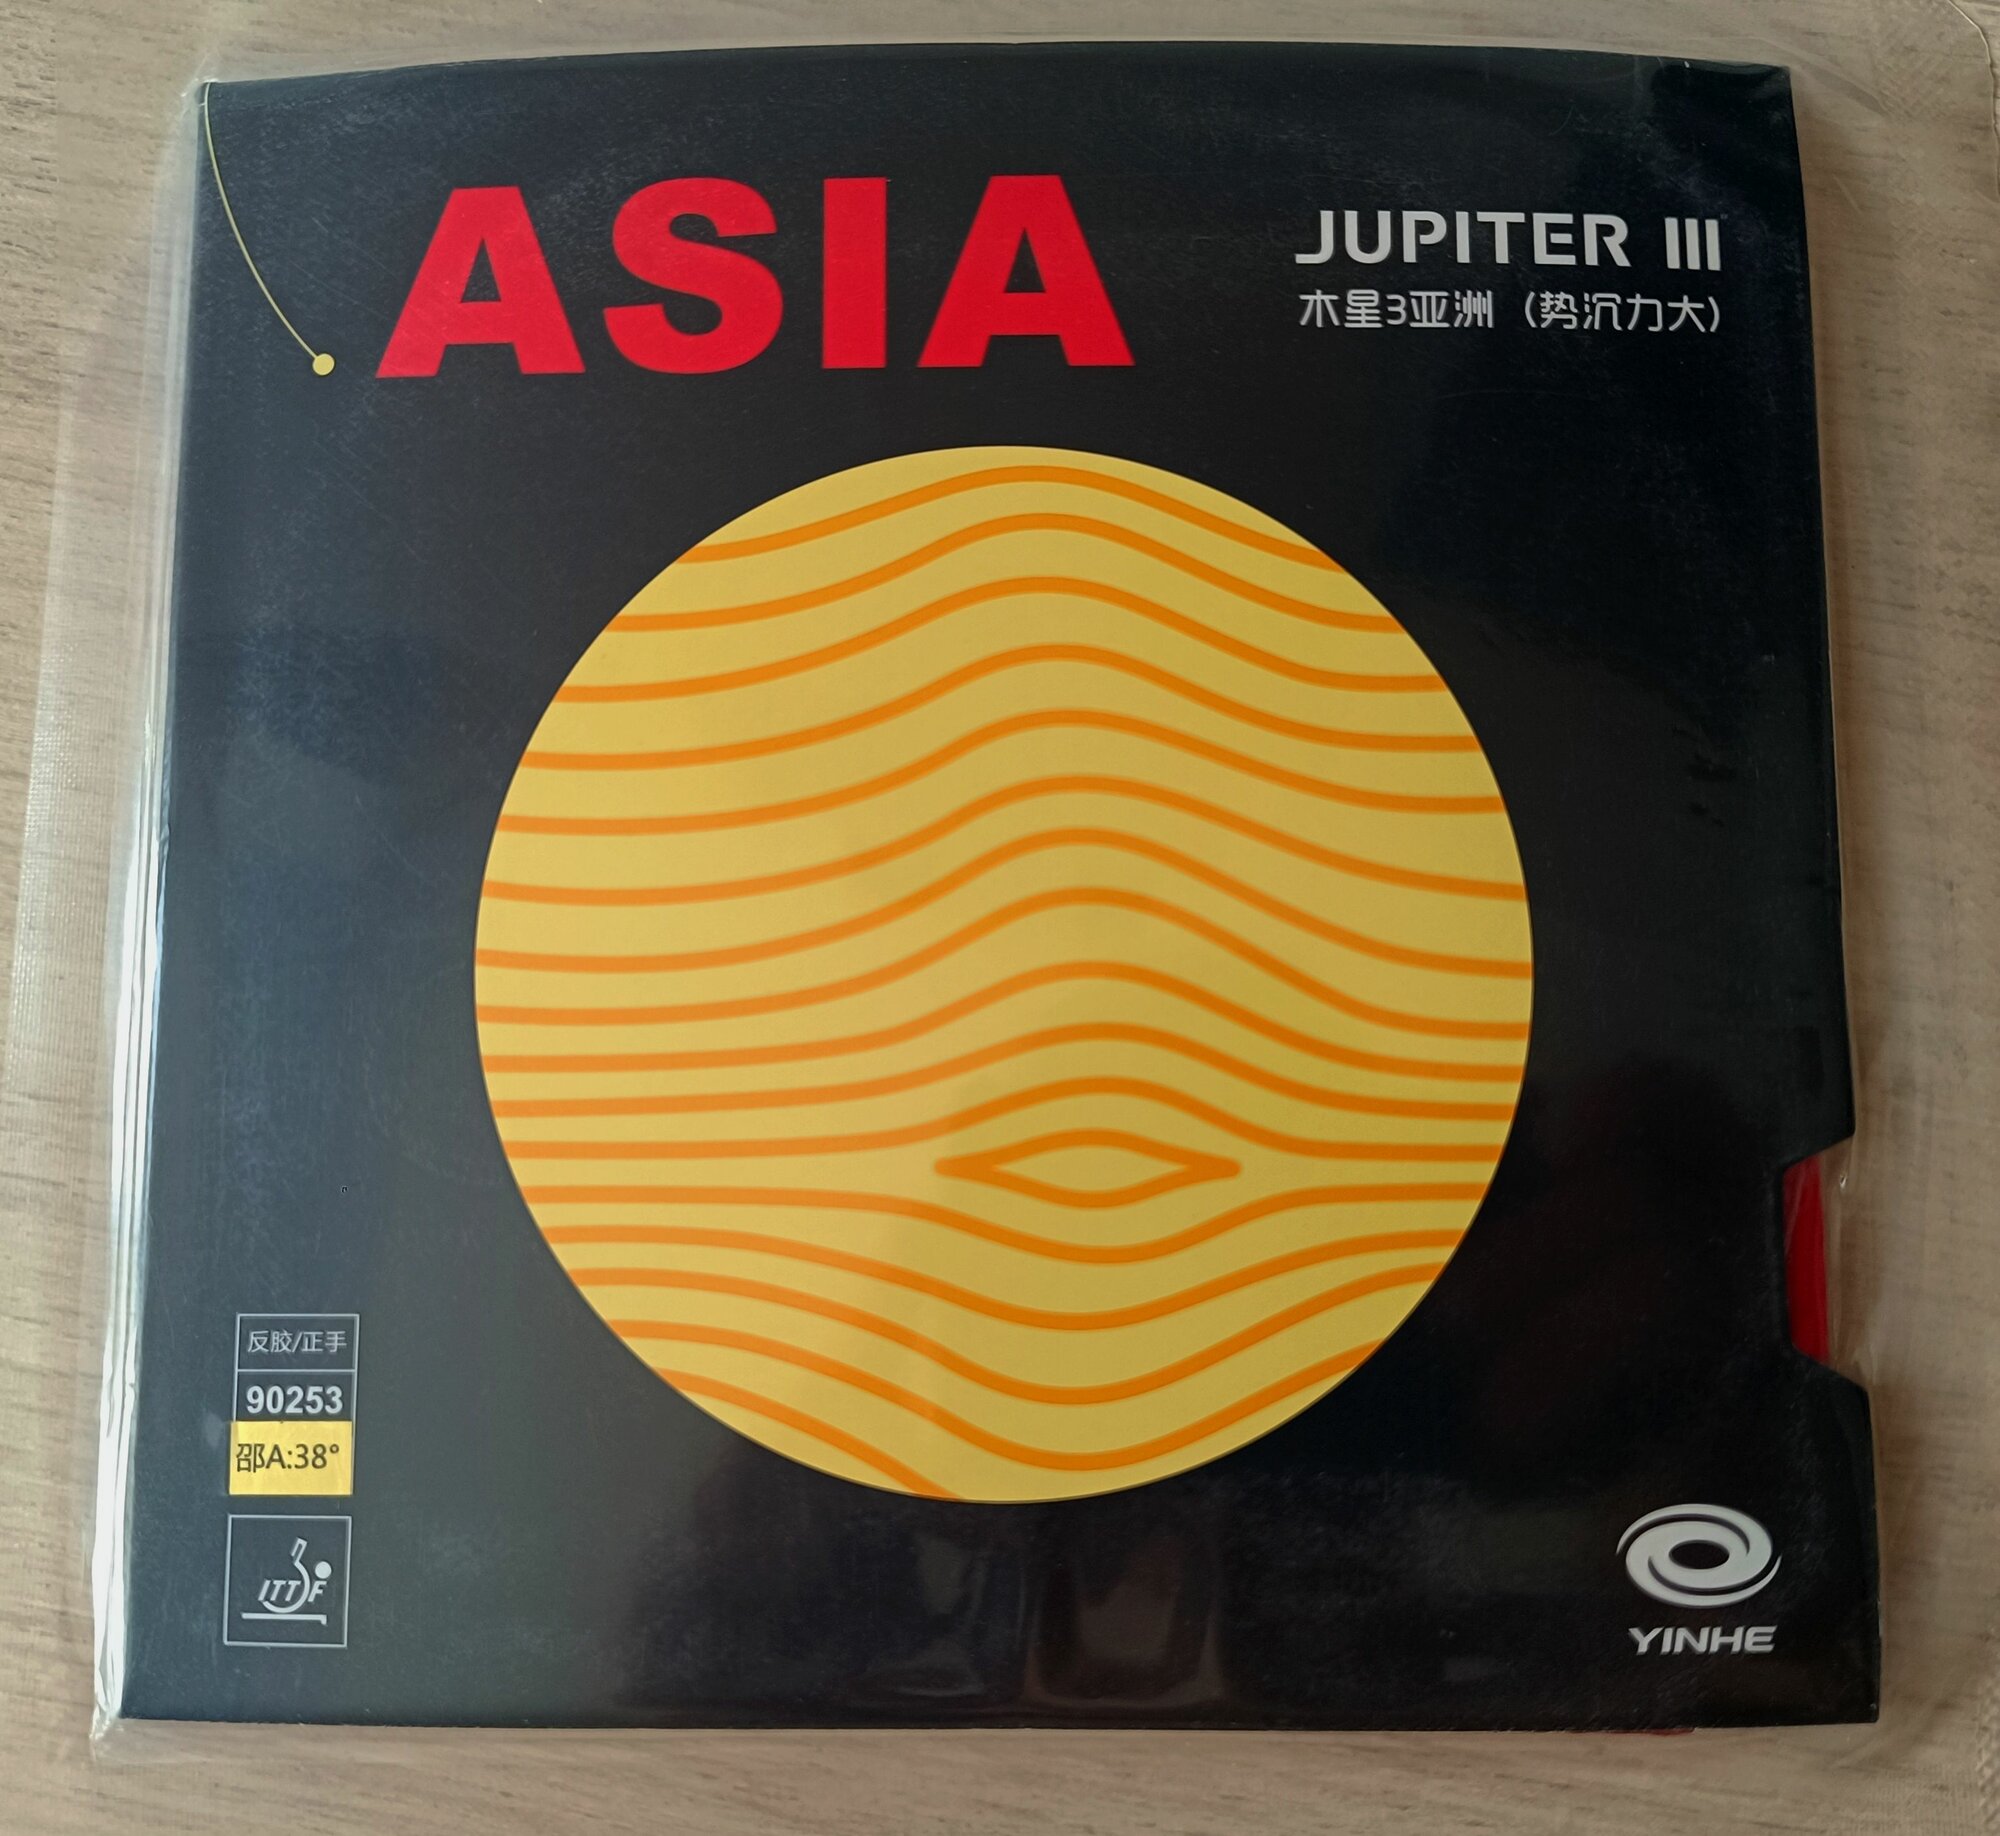 ASIA
JUPITER III
木星3亚洲（势沉力大）
反胶/正手
90253
邵A:38°
ITTF
YINHE